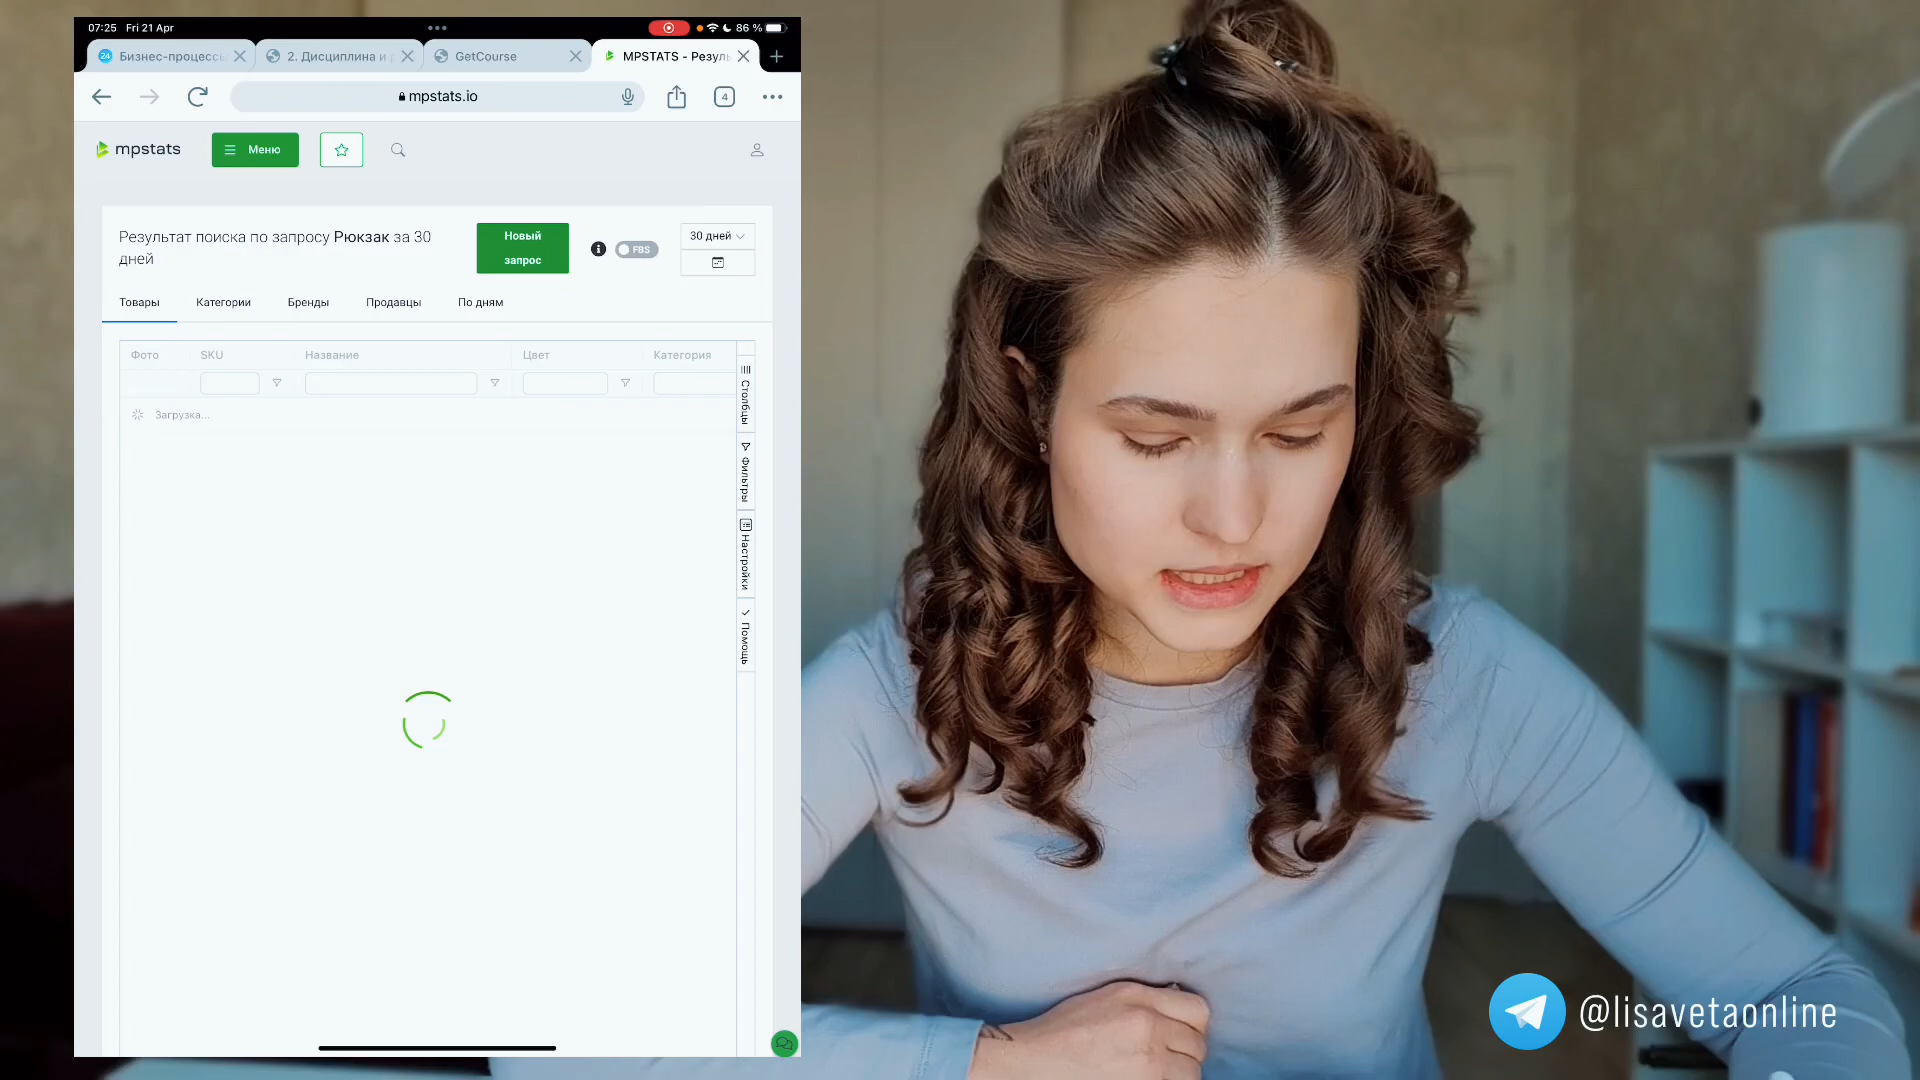 07:25 Fri 21 Apr
86 %
24 Бизнес-процессы
2. Дисциплина и
GetCourse
MPSTATS - Резуль
mpstats.io
4
mpstats
Меню
Результат поиска по запросу Рюкзак за 30
дней
Новый
запрос
FBS
30 дней
Товары
Категории
Бренды
Продавцы
По дням
Фото
SKU
Название
Цвет
Категория
Загрузка...
Столбцы
Фильтры
Настройки
Помощь
@lisavetaonline